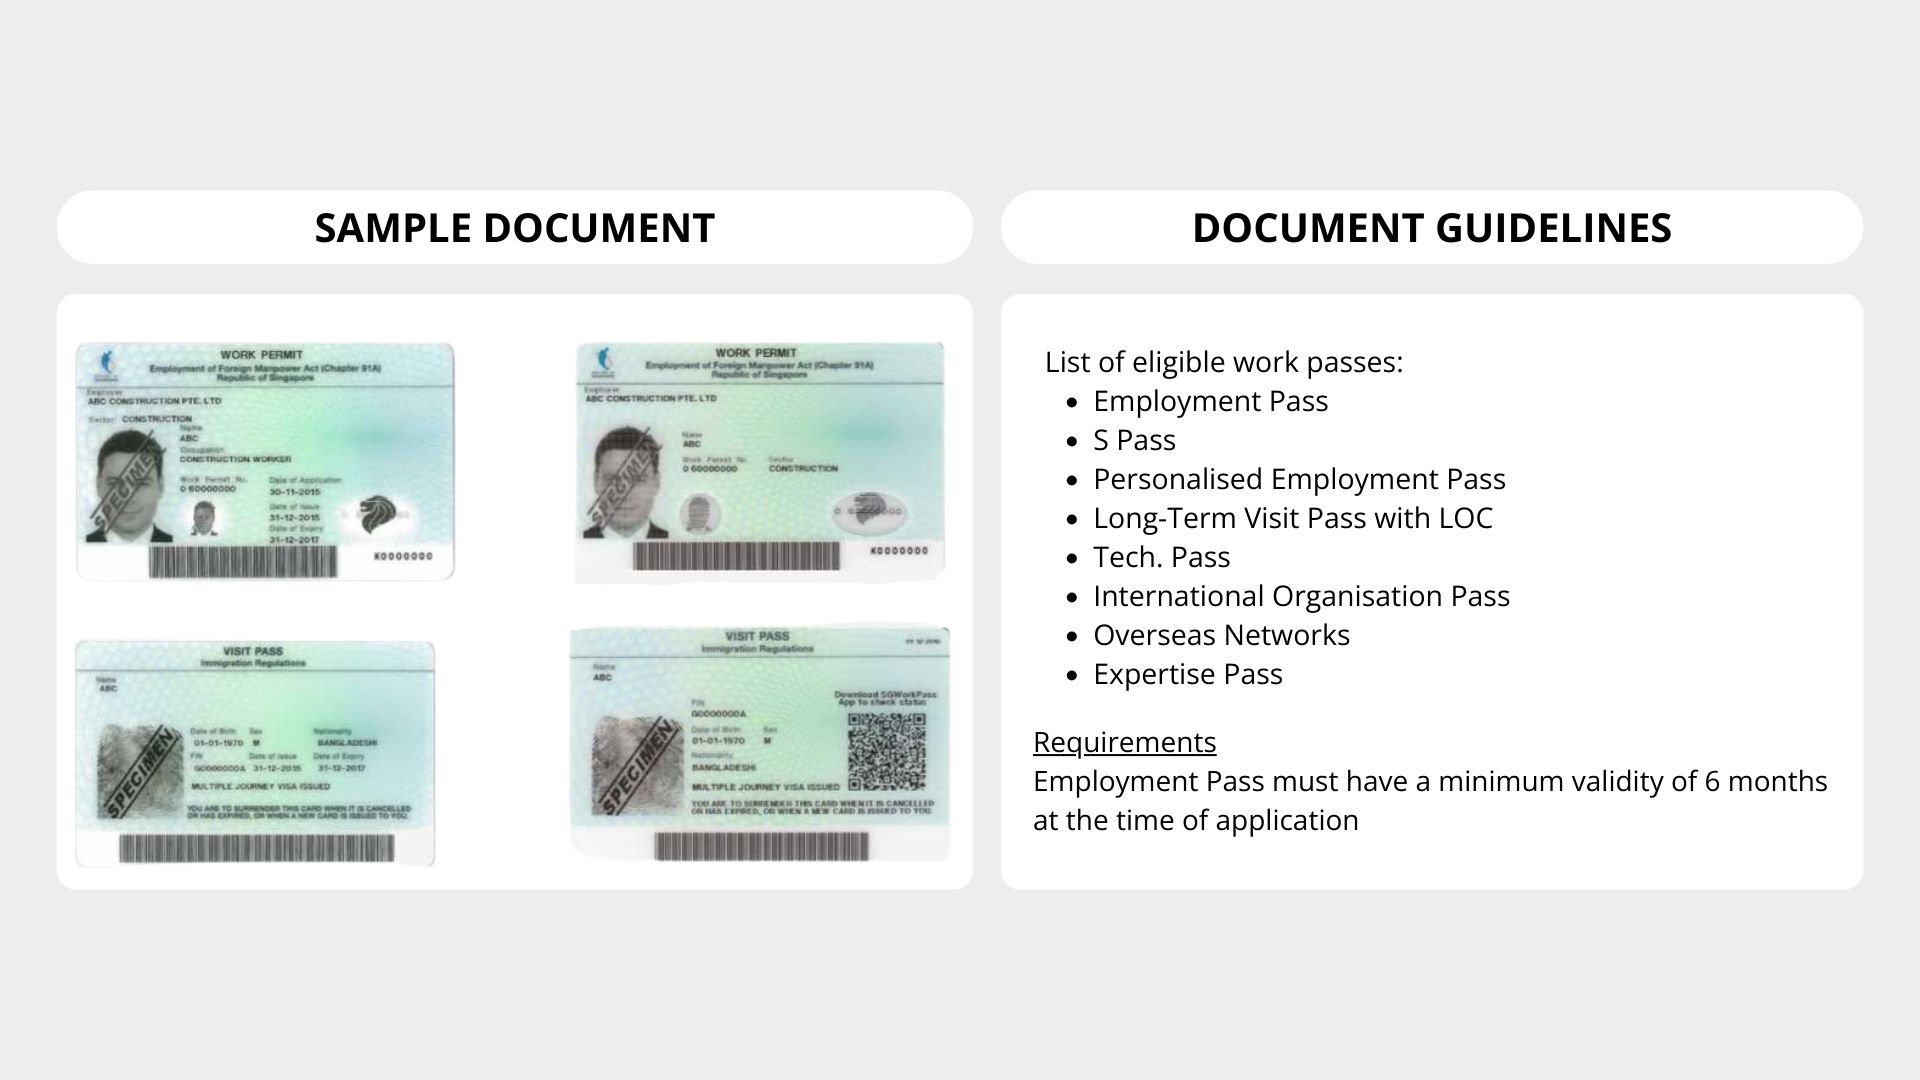 SAMPLE DOCUMENT
WORK PERMIT
Employment of Foreign Manpower Act (Chapter 91A)
Republic of Singapore
Employer
ABC CONSTRUCTION PTE. LTD
Sector: CONSTRUCTION
Name
ABC
Occupation
CONSTRUCTION WORKER
Work Permit No. Date of Application
0 60000000 30-11-2015
Date of Issue
31-12-2015
Date of Expiry
31-12-2017
SPECIMEN
K0000000
WORK PERMIT
Employment of Foreign Manpower Act (Chapter 91A)
Republic of Singapore
Employer
ABC CONSTRUCTION PTE. LTD
Name
ABC
Work Permit No. Sector
0 60000000 CONSTRUCTION
SPECIMEN
K0000000
VISIT PASS
Immigration Regulations
Name
ABC
Date of Birth Sex Nationality
01-01-1970 M BANGLADESHI
FIN Date of Issue Date of Expiry
G0000000A 31-12-2015 31-12-2017
MULTIPLE JOURNEY VISA ISSUED
SPECIMEN
YOU ARE TO SURRENDER THIS CARD WHEN IT IS CANCELLED
OR HAS EXPIRED, OR WHEN A NEW CARD IS ISSUED TO YOU.
VISIT PASS
Immigration Regulations
Name
ABC
Download SGWorkPass
App to check status
FIN
G0000000A
Date of Birth Sex
01-01-1970 M
Nationality
BANGLADESHI
MULTIPLE JOURNEY VISA ISSUED
SPECIMEN
YOU ARE TO SURRENDER THIS CARD WHEN IT IS CANCELLED
OR HAS EXPIRED, OR WHEN A NEW CARD IS ISSUED TO YOU.
DOCUMENT GUIDELINES
List of eligible work passes:
• Employment Pass
• S Pass
• Personalised Employment Pass
• Long-Term Visit Pass with LOC
• Tech. Pass
• International Organisation Pass
• Overseas Networks
• Expertise Pass
Requirements
Employment Pass must have a minimum validity of 6 months
at the time of application